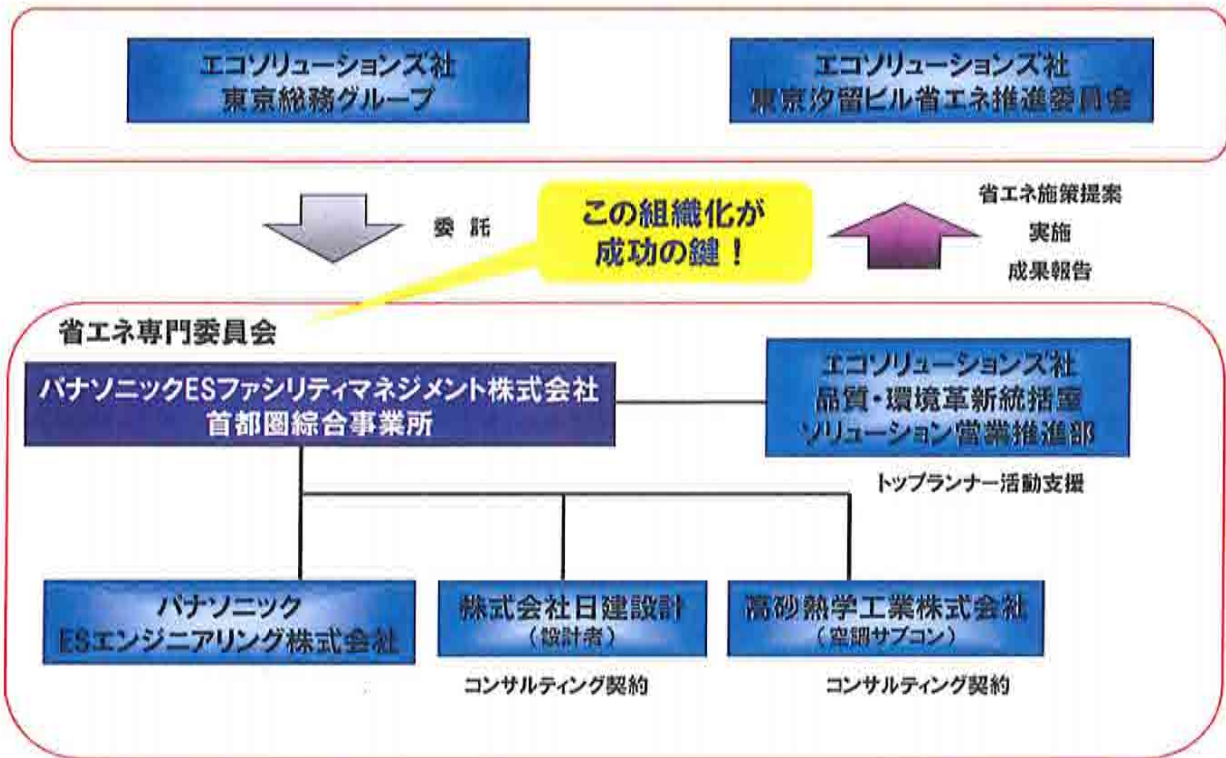 エコソリューションズ社
東京総務グループ
エコソリューションズ社
東京汐留ビル省エネ推進委員会
委託
この組織化が
成功の鍵！
省エネ施策提案
実施
成果報告
省エネ専門委員会
パナソニックESファシリティマネジメント株式会社
首都圏綜合事業所
エコソリューションズ社
品質・環境革新統括室
ソリューション営業推進部
トップランナー活動支援
パナソニック
ESエンジニアリング株式会社
株式会社日建設計
（設計者）
コンサルティング契約
高砂熱学工業株式会社
（空調サブコン）
コンサルティング契約